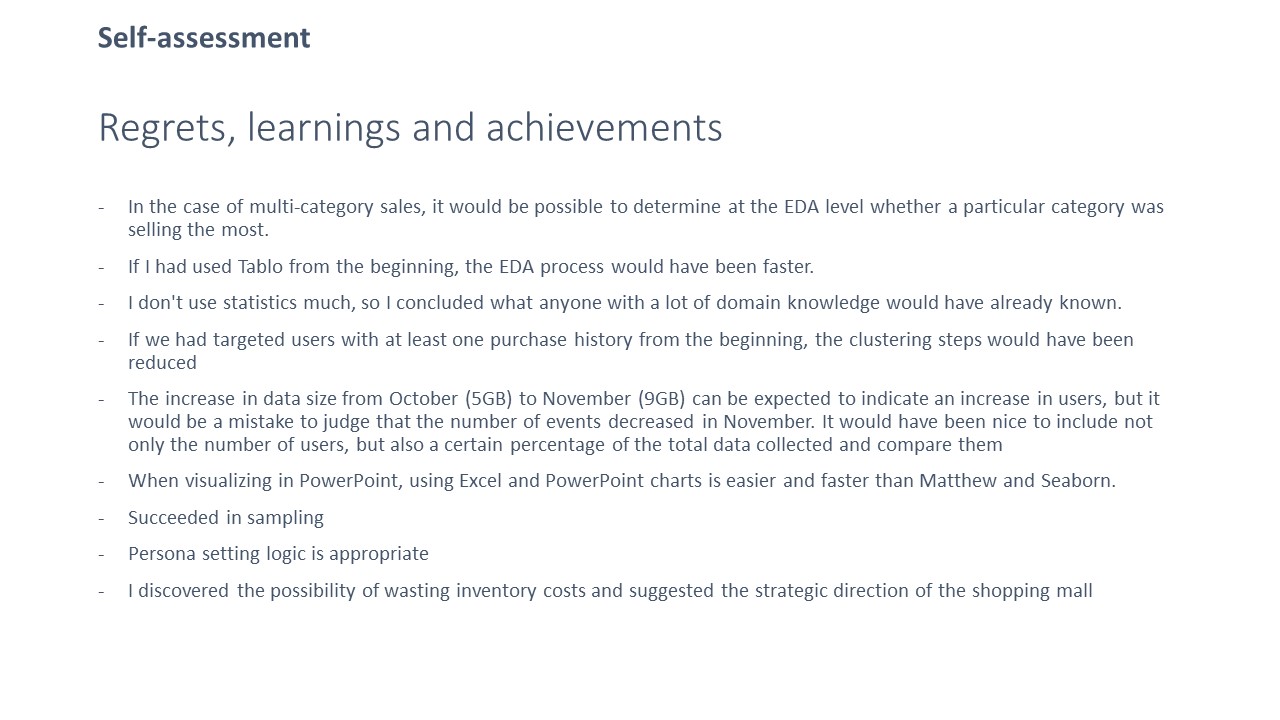 Self-assessment
Regrets, learnings and achievements
- In the case of multi-category sales, it would be possible to determine at the EDA level whether a particular category was
selling the most.
- If I had used Tablo from the beginning, the EDA process would have been faster.
- I don't use statistics much, so I concluded what anyone with a lot of domain knowledge would have already known.
- If we had targeted users with at least one purchase history from the beginning, the clustering steps would have been
reduced
- The increase in data size from October (5GB) to November (9GB) can be expected to indicate an increase in users, but it
would be a mistake to judge that the number of events decreased in November. It would have been nice to include not
only the number of users, but also a certain percentage of the total data collected and compare them
- When visualizing in PowerPoint, using Excel and PowerPoint charts is easier and faster than Matthew and Seaborn.
- Succeeded in sampling
- Persona setting logic is appropriate
- I discovered the possibility of wasting inventory costs and suggested the strategic direction of the shopping mall